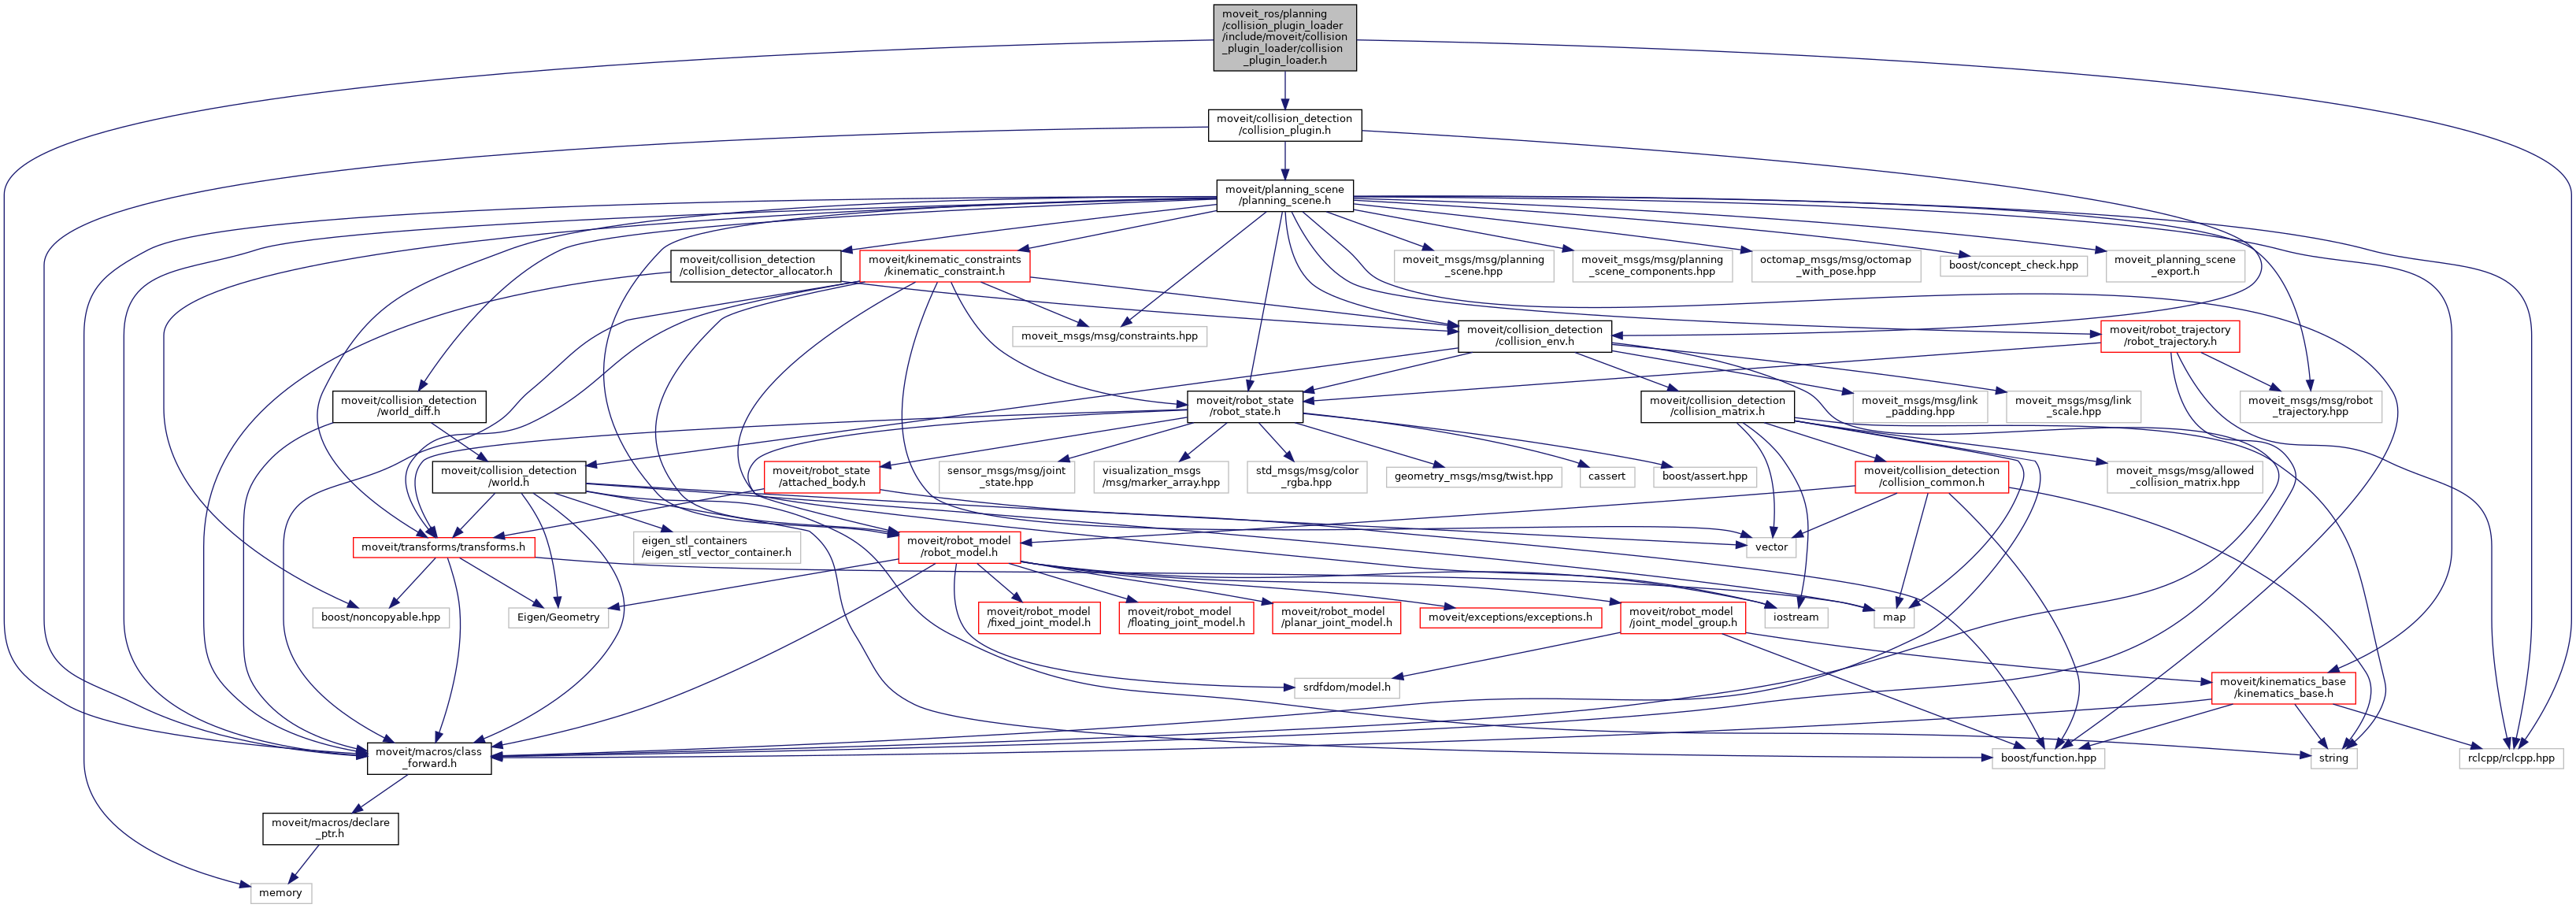 moveit_ros/planning
/collision_plugin_loader
/include/moveit/collision
_plugin_loader/collision
_plugin_loader.h
moveit/collision_detection
/collision_plugin.h
moveit/planning_scene
/planning_scene.h
moveit/collision_detection
/collision_detector_allocator.h
moveit/kinematic_constraints
/kinematic_constraint.h
moveit_msgs/msg/planning
_scene.hpp
moveit_msgs/msg/planning
_scene_components.hpp
octomap_msgs/msg/octomap
_with_pose.hpp
boost/concept_check.hpp
moveit_planning_scene
_export.h
moveit_msgs/msg/constraints.hpp
moveit/collision_detection
/collision_env.h
moveit/robot_trajectory
/robot_trajectory.h
moveit/collision_detection
/world_diff.h
moveit/robot_state
/robot_state.h
moveit/collision_detection
/collision_matrix.h
moveit_msgs/msg/link
_padding.hpp
moveit_msgs/msg/link
_scale.hpp
moveit_msgs/msg/robot
_trajectory.hpp
moveit/collision_detection
/world.h
moveit/robot_state
/attached_body.h
sensor_msgs/msg/joint
_state.hpp
visualization_msgs
/msg/marker_array.hpp
std_msgs/msg/color
_rgba.hpp
geometry_msgs/msg/twist.hpp
cassert
boost/assert.hpp
moveit/collision_detection
/collision_common.h
moveit_msgs/msg/allowed
_collision_matrix.hpp
moveit/transforms/transforms.h
eigen_stl_containers
/eigen_stl_vector_container.h
moveit/robot_model
/robot_model.h
vector
boost/noncopyable.hpp
Eigen/Geometry
moveit/robot_model
/fixed_joint_model.h
moveit/robot_model
/floating_joint_model.h
moveit/robot_model
/planar_joint_model.h
moveit/exceptions/exceptions.h
moveit/robot_model
/joint_model_group.h
iostream
map
srdfdom/model.h
moveit/kinematics_base
/kinematics_base.h
moveit/macros/class
_forward.h
boost/function.hpp
string
rclcpp/rclcpp.hpp
moveit/macros/declare
_ptr.h
memory